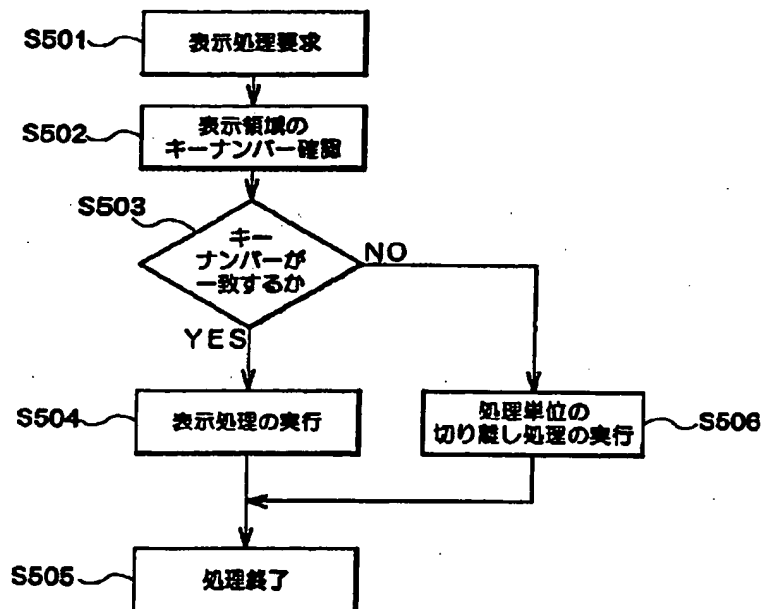 S501
表示処理要求
S502
表示領域の
キーナンバー確認
S503
キー
ナンバーが
一致するか
NO
YES
S504
表示処理の実行
処理単位の
切り離し処理の実行
S506
S505
処理終了